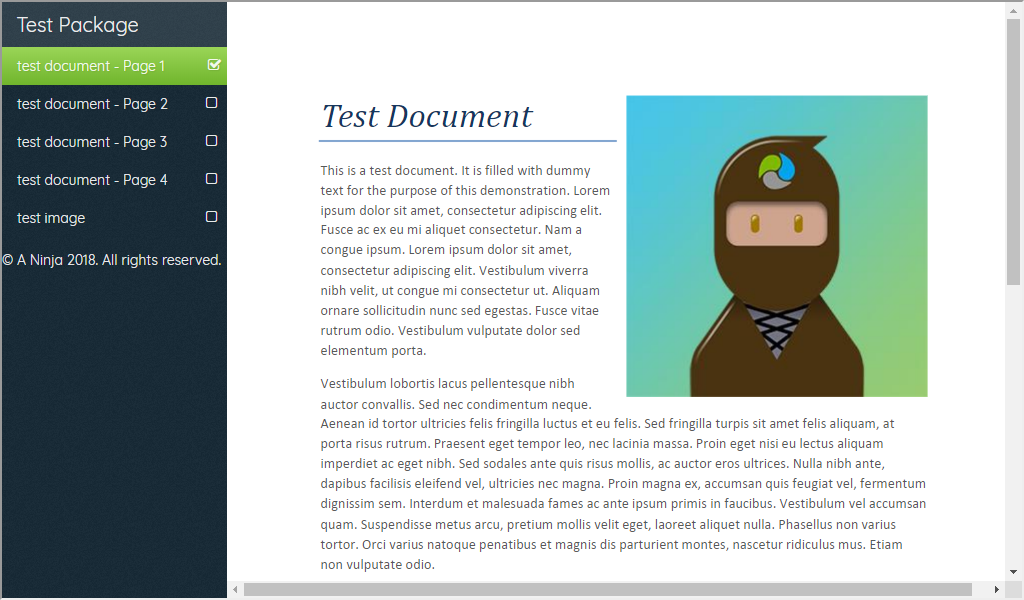 Test Package
test document - Page 1
test document - Page 2
test document - Page 3
test document - Page 4
test image
© A Ninja 2018. All rights reserved.
Test Document
This is a test document. It is filled with dummy
text for the purpose of this demonstration. Lorem
ipsum dolor sit amet, consectetur adipiscing elit.
Fusce ac ex eu mi aliquet consectetur. Nam a
congue ipsum. Lorem ipsum dolor sit amet,
consectetur adipiscing elit. Vestibulum viverra
nibh velit, ut congue mi consectetur ut. Aliquam
ornare sollicitudin nunc sed egestas. Fusce vitae
rutrum odio. Vestibulum vulputate dolor sed
elementum porta.
Vestibulum lobortis lacus pellentesque nibh
auctor convallis. Sed nec condimentum neque.
Aenean id tortor ultricies felis fringilla luctus et eu felis. Sed fringilla turpis sit amet felis aliquam, at
porta risus rutrum. Praesent eget tempor leo, nec lacinia massa. Proin eget nisi eu lectus aliquam
imperdiet ac eget nibh. Sed sodales ante quis risus mollis, ac auctor eros ultrices. Nulla nibh ante,
dapibus facilisis eleifend vel, ultricies nec magna. Proin magna ex, accumsan quis feugiat vel, fermentum
dignissim sem. Interdum et malesuada fames ac ante ipsum primis in faucibus. Vestibulum vel accumsan
quam. Suspendisse metus arcu, pretium mollis velit eget, laoreet aliquet nulla. Phasellus non varius
tortor. Orci varius natoque penatibus et magnis dis parturient montes, nascetur ridiculus mus. Etiam
non vulputate odio.